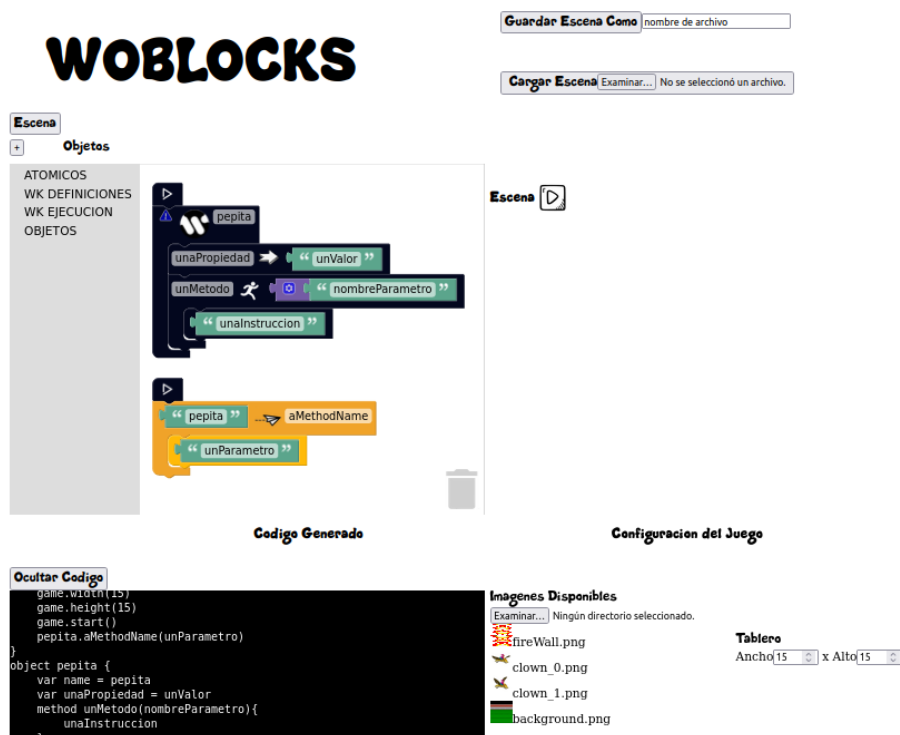 WOBLOCKS
Guardar Escena Como nombre de archivo
Cargar Escena Examinar... No se seleccionó un archivo.
Escena
+ Objetos
ATOMICOS
WK DEFINICIONES
WK EJECUCION
OBJETOS
pepita
unaPropiedad “ unValor ”
unMetodo “ nombreParametro ”
“ unaInstruccion ”
“ pepita ” aMethodName
“ unParametro ”
Escena
Codigo Generado
Configuracion del Juego
Ocultar Codigo
game.width(15)
game.height(15)
game.start()
pepita.aMethodName(unParametro)
}
object pepita {
var name = pepita
var unaPropiedad = unValor
method unMetodo(nombreParametro){
unaInstruccion
Imagenes Disponibles
Examinar... Ningún directorio seleccionado.
fireWall.png
clown_0.png
clown_1.png
background.png
Tablero
Ancho 15 x Alto 15